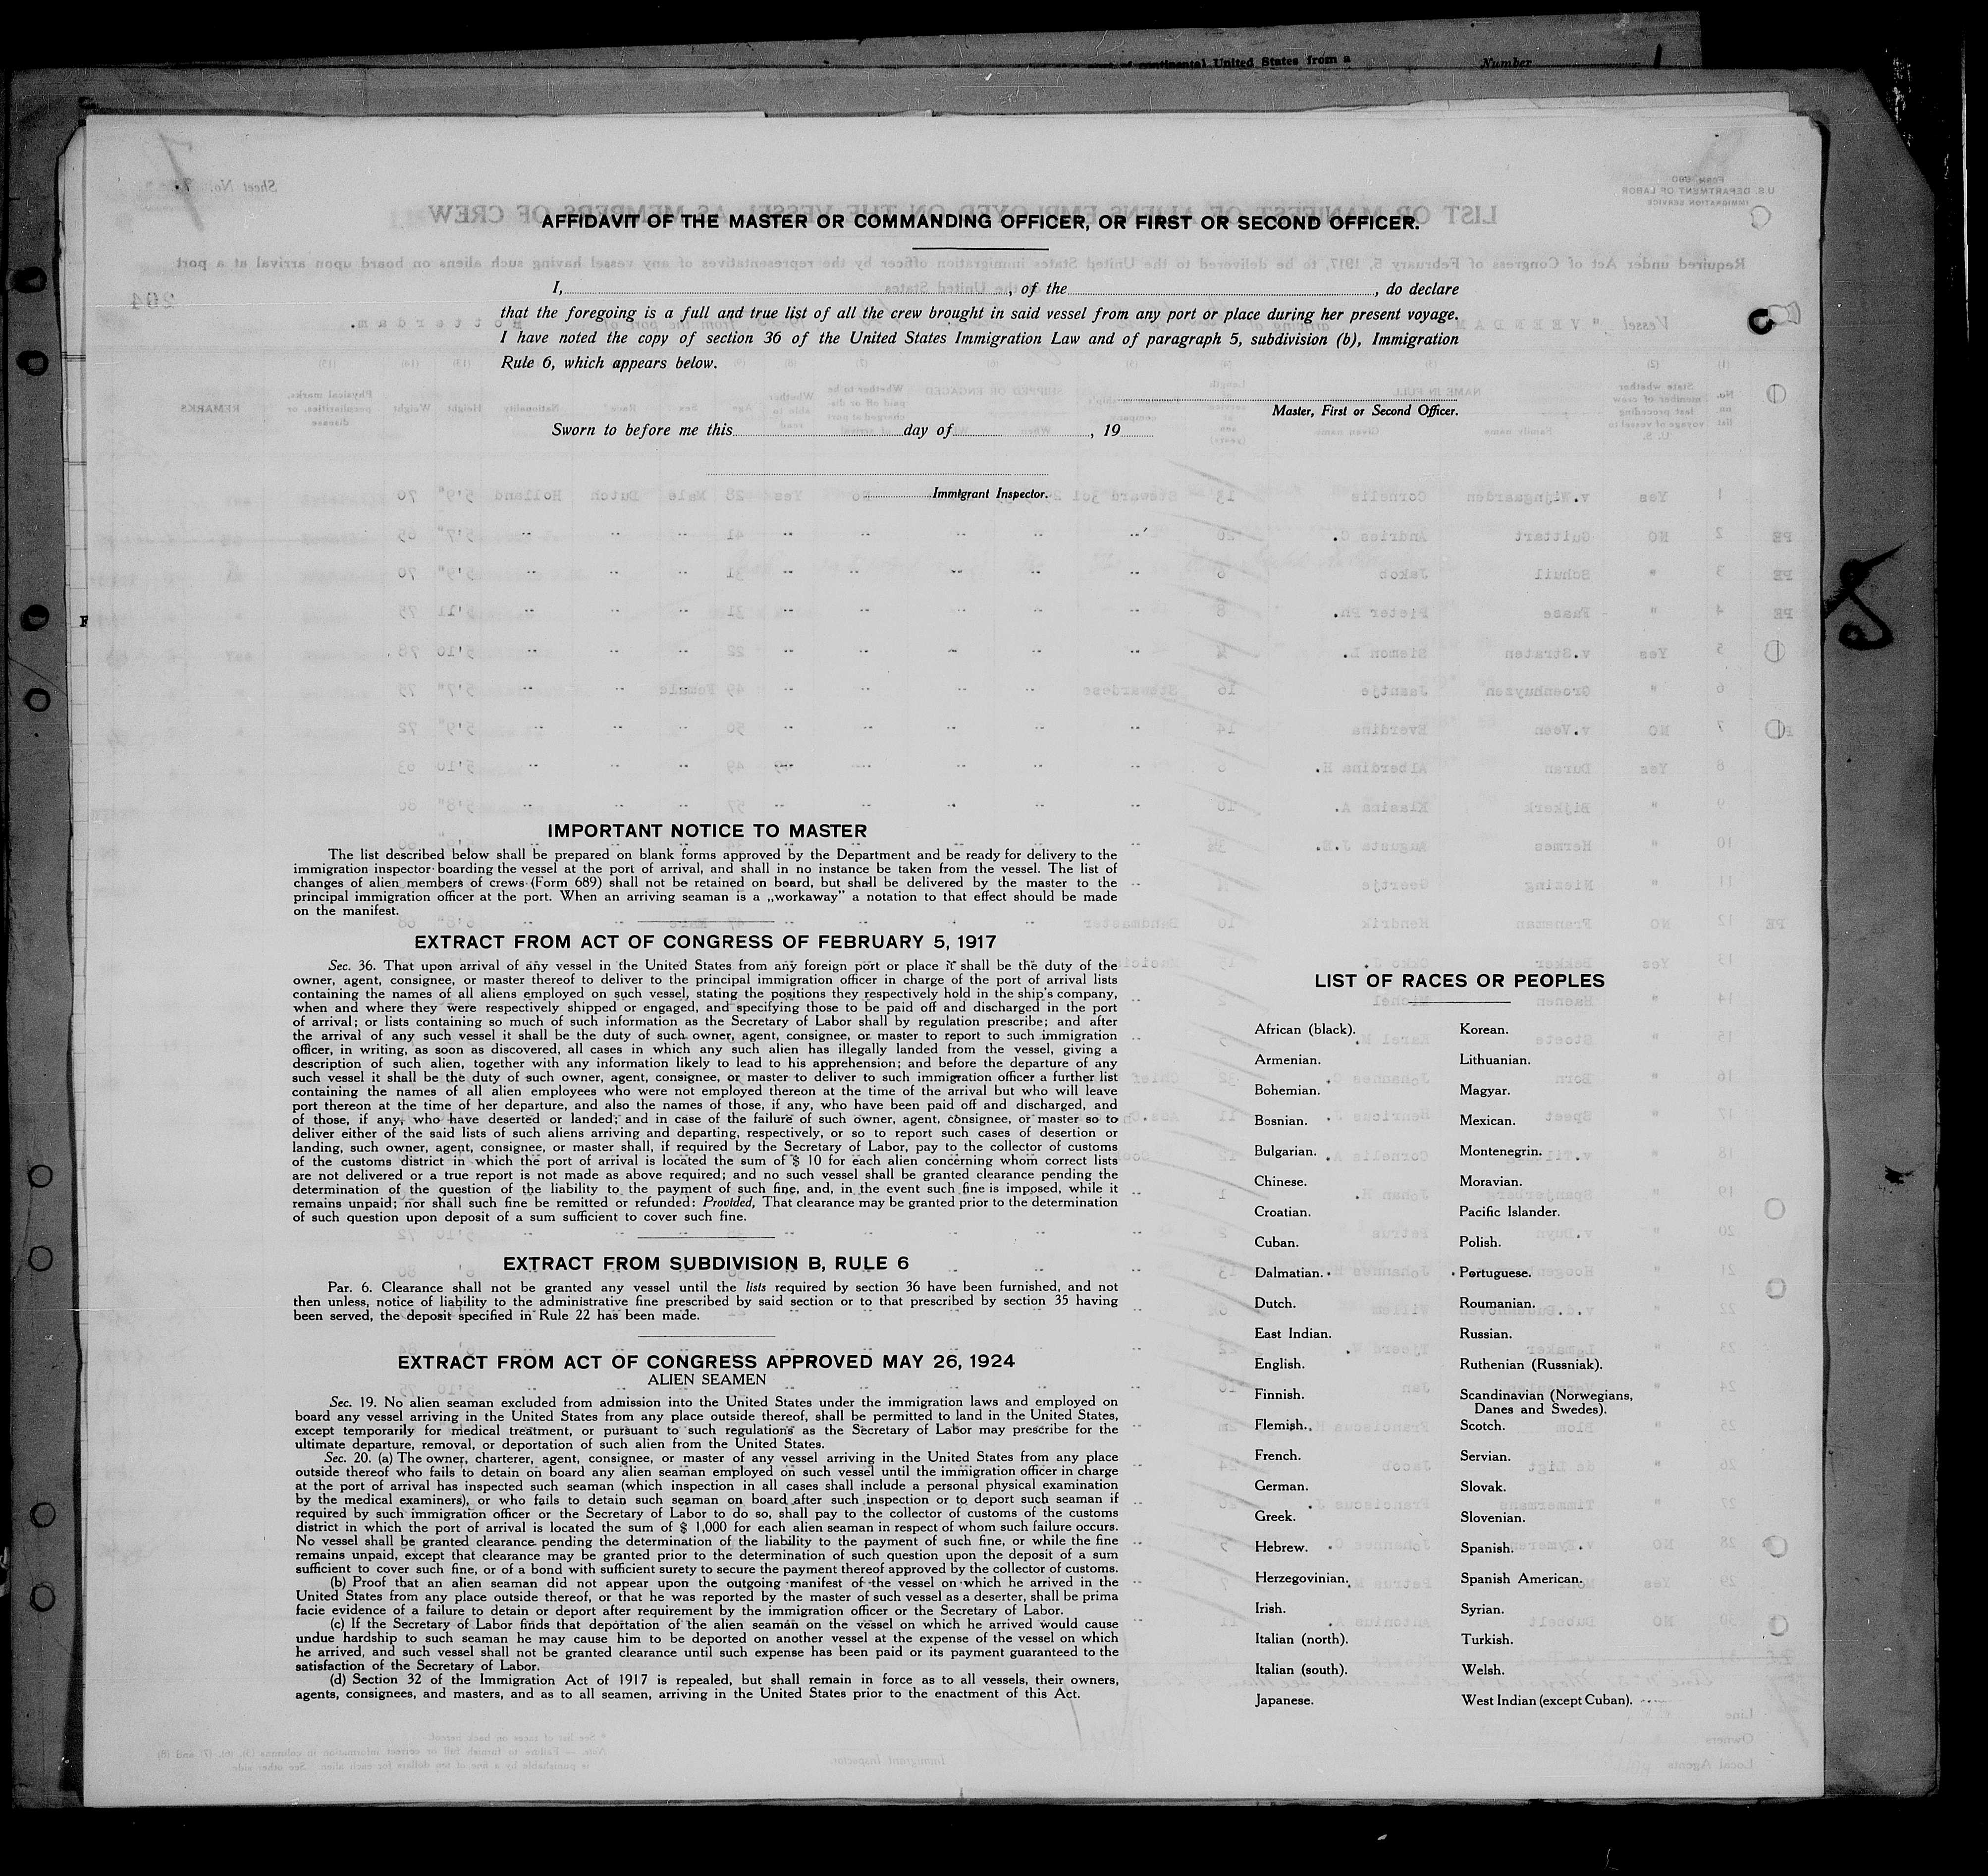 continental United States from a
Number
AFFIDAVIT OF THE MASTER OR COMMANDING OFFICER, OR FIRST OR SECOND OFFICER.
I, , of the , do declare
that the foregoing is a full and true list of all the crew brought in said vessel from any port or place during her present voyage.
I have noted the copy of section 36 of the United States Immigration Law and of paragraph 5, subdivision (b), Immigration
Rule 6, which appears below.
Master, First or Second Officer.
Sworn to before me this day of , 19
Immigrant Inspector.
IMPORTANT NOTICE TO MASTER
The list described below shall be prepared on blank forms approved by the Department and be ready for delivery to the
immigration inspector boarding the vessel at the port of arrival, and shall in no instance be taken from the vessel. The list of
changes of alien members of crews (Form 689) shall not be retained on board, but shall be delivered by the master to the
principal immigration officer at the port. When an arriving seaman is a „workaway" a notation to that effect should be made
on the manifest.
EXTRACT FROM ACT OF CONGRESS OF FEBRUARY 5, 1917
Sec. 36. That upon arrival of any vessel in the United States from any foreign port or place it shall be the duty of the
owner, agent, consignee, or master thereof to deliver to the principal immigration officer in charge of the port of arrival lists
containing the names of all aliens employed on such vessel, stating the positions they respectively hold in the ship's company,
when and where they were respectively shipped or engaged, and specifying those to be paid off and discharged in the port
of arrival; or lists containing so much of such information as the Secretary of Labor shall by regulation prescribe; and after
the arrival of any such vessel it shall be the duty of such owner, agent, consignee, or master to report to such immigration
officer, in writing, as soon as discovered, all cases in which any such alien has illegally landed from the vessel, giving a
description of such alien, together with any information likely to lead to his apprehension; and before the departure of any
such vessel it shall be the duty of such owner, agent, consignee, or master to deliver to such immigration officer a further list
containing the names of all alien employees who were not employed thereon at the time of the arrival but who will leave
port thereon at the time of her departure, and also the names of those, if any, who have been paid off and discharged, and
of those, if any, who have deserted or landed; and in case of the failure of such owner, agent, consignee, or master so to
deliver either of the said lists of such aliens arriving and departing, respectively, or so to report such cases of desertion or
landing, such owner, agent, consignee, or master shall, if required by the Secretary of Labor, pay to the collector of customs
of the customs district in which the port of arrival is located the sum of $ 10 for each alien concerning whom correct lists
are not delivered or a true report is not made as above required; and no such vessel shall be granted clearance pending the
determination of the question of the liability to the payment of such fine, and, in the event such fine is imposed, while it
remains unpaid; nor shall such fine be remitted or refunded: Provided, That clearance may be granted prior to the determination
of such question upon deposit of a sum sufficient to cover such fine.
EXTRACT FROM SUBDIVISION B, RULE 6
Par. 6. Clearance shall not be granted any vessel until the lists required by section 36 have been furnished, and not
then unless, notice of liability to the administrative fine prescribed by said section or to that prescribed by section 35 having
been served, the deposit specified in Rule 22 has been made.
EXTRACT FROM ACT OF CONGRESS APPROVED MAY 26, 1924
ALIEN SEAMEN
Sec. 19. No alien seaman excluded from admission into the United States under the immigration laws and employed on
board any vessel arriving in the United States from any place outside thereof, shall be permitted to land in the United States,
except temporarily for medical treatment, or pursuant to such regulations as the Secretary of Labor may prescribe for the
ultimate departure, removal, or deportation of such alien from the United States.
Sec. 20. (a) The owner, charterer, agent, consignee, or master of any vessel arriving in the United States from any place
outside thereof who fails to detain on board any alien seaman employed on such vessel until the immigration officer in charge
at the port of arrival has inspected such seaman (which inspection in all cases shall include a personal physical examination
by the medical examiners), or who fails to detain such seaman on board after such inspection or to deport such seaman if
required by such immigration officer or the Secretary of Labor to do so, shall pay to the collector of customs of the customs
district in which the port of arrival is located the sum of $ 1,000 for each alien seaman in respect of whom such failure occurs.
No vessel shall be granted clearance pending the determination of the liability to the payment of such fine, or while the fine
remains unpaid, except that clearance may be granted prior to the determination of such question upon the deposit of a sum
sufficient to cover such fine, or of a bond with sufficient surety to secure the payment thereof approved by the collector of customs.
(b) Proof that an alien seaman did not appear upon the outgoing manifest of the vessel on which he arrived in the
United States from any place outside thereof, or that he was reported by the master of such vessel as a deserter, shall be prima
facie evidence of a failure to detain or deport after requirement by the immigration officer or the Secretary of Labor.
(c) If the Secretary of Labor finds that deportation of the alien seaman on the vessel on which he arrived would cause
undue hardship to such seaman he may cause him to be deported on another vessel at the expense of the vessel on which
he arrived, and such vessel shall not be granted clearance until such expense has been paid or its payment guaranteed to the
satisfaction of the Secretary of Labor.
(d) Section 32 of the Immigration Act of 1917 is repealed, but shall remain in force as to all vessels, their owners,
agents, consignees, and masters, and as to all seamen, arriving in the United States prior to the enactment of this Act.
LIST OF RACES OR PEOPLES
African (black).
Armenian.
Bohemian.
Bosnian.
Bulgarian.
Chinese.
Croatian.
Cuban.
Dalmatian.
Dutch.
East Indian.
English.
Finnish.
Flemish.
French.
German.
Greek.
Hebrew.
Herzegovinian.
Irish.
Italian (north).
Italian (south).
Japanese.
Korean.
Lithuanian.
Magyar.
Mexican.
Montenegrin.
Moravian.
Pacific Islander.
Polish.
Portuguese.
Roumanian.
Russian.
Ruthenian (Russniak).
Scandinavian (Norwegians,
Danes and Swedes).
Scotch.
Servian.
Slovak.
Slovenian.
Spanish.
Spanish American.
Syrian.
Turkish.
Welsh.
West Indian (except Cuban).